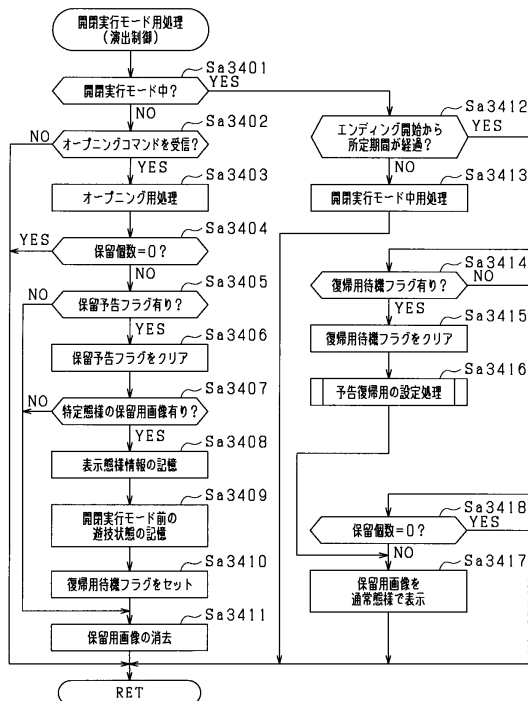 開閉実行モード用処理
(演出制御)
Sa3401
開閉実行モード中?
YES
NO
Sa3402
NO
オープニングコマンドを受信?
YES
Sa3403
オープニング用処理
Sa3404
YES
保留個数=0?
NO
Sa3405
NO
保留予告フラグ有り?
YES
Sa3406
保留予告フラグをクリア
Sa3407
NO
特定態様の保留用画像有り?
YES
Sa3408
表示態様情報の記憶
Sa3409
開閉実行モード前の
遊技状態の記憶
Sa3410
復帰用待機フラグをセット
Sa3411
保留用画像の消去
RET
Sa3412
エンディング開始から
所定期間が経過?
YES
NO
Sa3413
開閉実行モード中用処理
Sa3414
復帰用待機フラグ有り?
NO
YES
Sa3415
復帰用待機フラグをクリア
Sa3416
予告復帰用の設定処理
Sa3418
保留個数=0?
YES
NO
Sa3417
保留用画像を
通常態様で表示